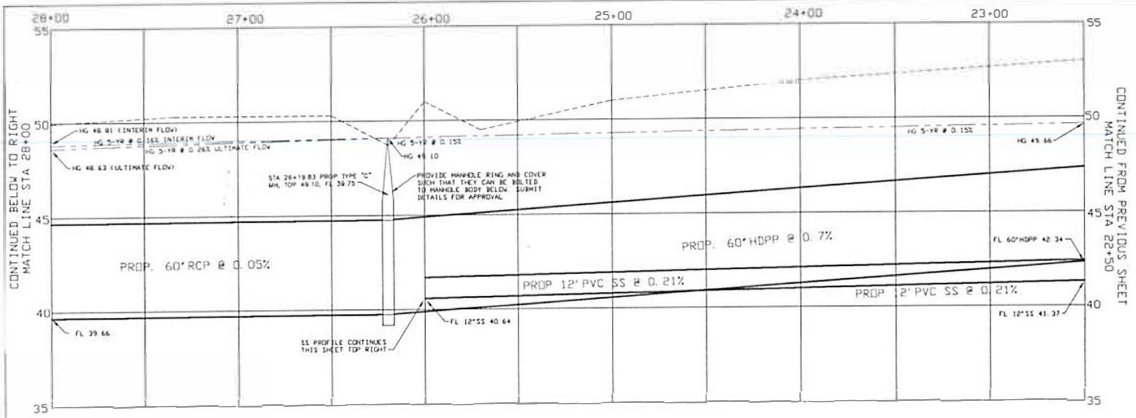 28+00
27+00
26+00
25+00
24+00
23+00
55
55
CONTINUED BELOW TO RIGHT
MATCH LINE STA 28+00
CONTINUED FROM PREVIOUS SHEET
MATCH LINE STA 22+50
50
50
HG 48.81 (INTERIM FLOW)
HG 5-YR @ 0.16% INTERIM FLOW
HG 5-YR @ 0.26% ULTIMATE FLOW
HG 48.63 (ULTIMATE FLOW)
HG 5-YR @ 0.15%
HG 49.10
HG 5-YR @ 0.15%
HG 49.66
STA 26+19.83 PROP TYPE "C"
MH, TOP 49.10, FL 39.75
PROVIDE MANHOLE RING AND COVER
SUCH THAT THEY CAN BE BOLTED
TO MANHOLE BODY BELOW. SUBMIT
DETAILS FOR APPROVAL
45
45
PROP. 60"RCP @ 0.05%
PROP. 60"HDPP @ 0.7%
FL 60"HDPP 42.34
PROP 12"PVC SS @ 0.21%
PROP 12"PVC SS @ 0.21%
40
40
FL 39.66
FL 12"SS 40.64
FL 12"SS 41.37
SS PROFILE CONTINUES
THIS SHEET TOP RIGHT
35
35